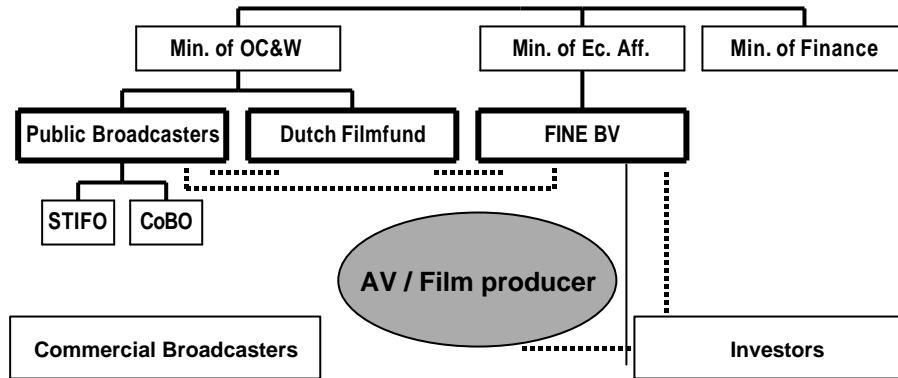 Min. of OC&W
Min. of Ec. Aff.
Min. of Finance
Public Broadcasters
Dutch Filmfund
FINE BV
STIFO
CoBO
AV / Film producer
Commercial Broadcasters
Investors